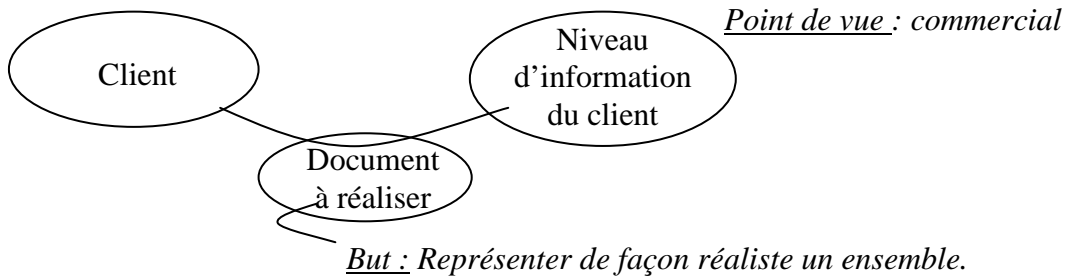 Point de vue : commercial
Client
Niveau
d’information
du client
Document
à réaliser
But : Représenter de façon réaliste un ensemble.